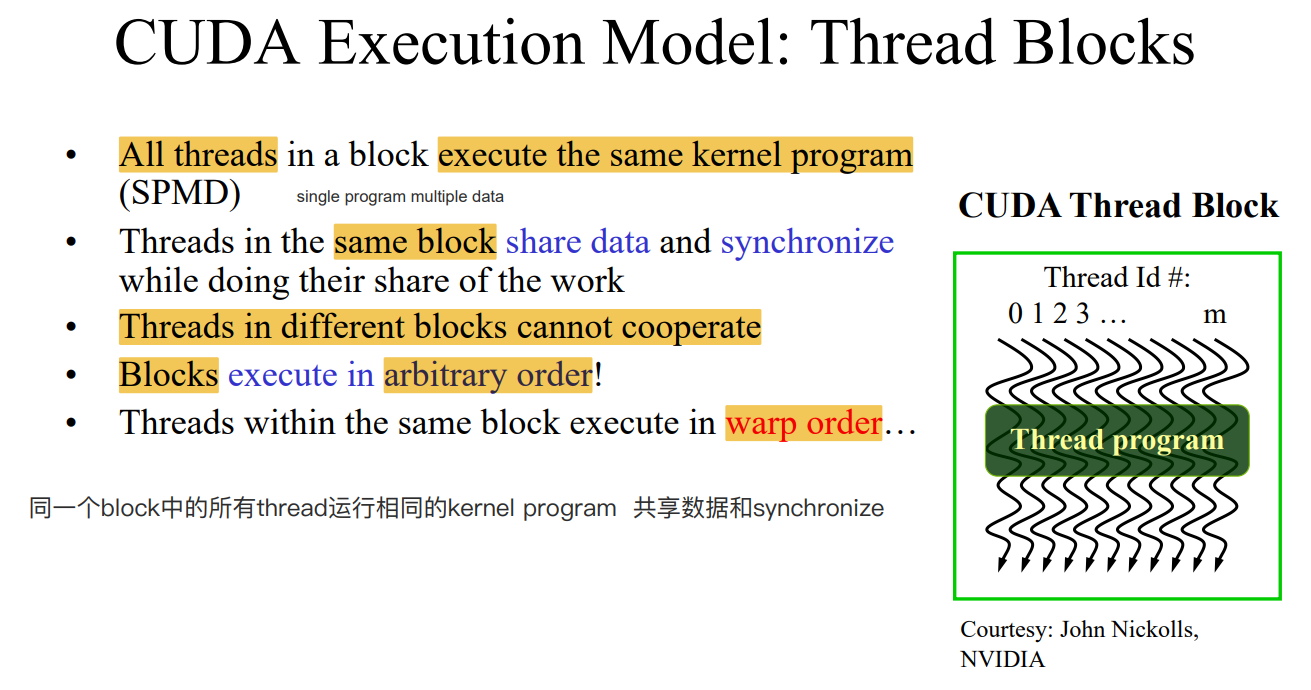 CUDA Execution Model: Thread Blocks
• All threads in a block execute the same kernel program
(SPMD) single program multiple data
• Threads in the same block share data and synchronize
while doing their share of the work
• Threads in different blocks cannot cooperate
• Blocks execute in arbitrary order!
• Threads within the same block execute in warp order…
同一个block中的所有thread运行相同的kernel program 共享数据和synchronize
CUDA Thread Block
Thread Id #:
0 1 2 3 … m
Thread program
Courtesy: John Nickolls,
NVIDIA